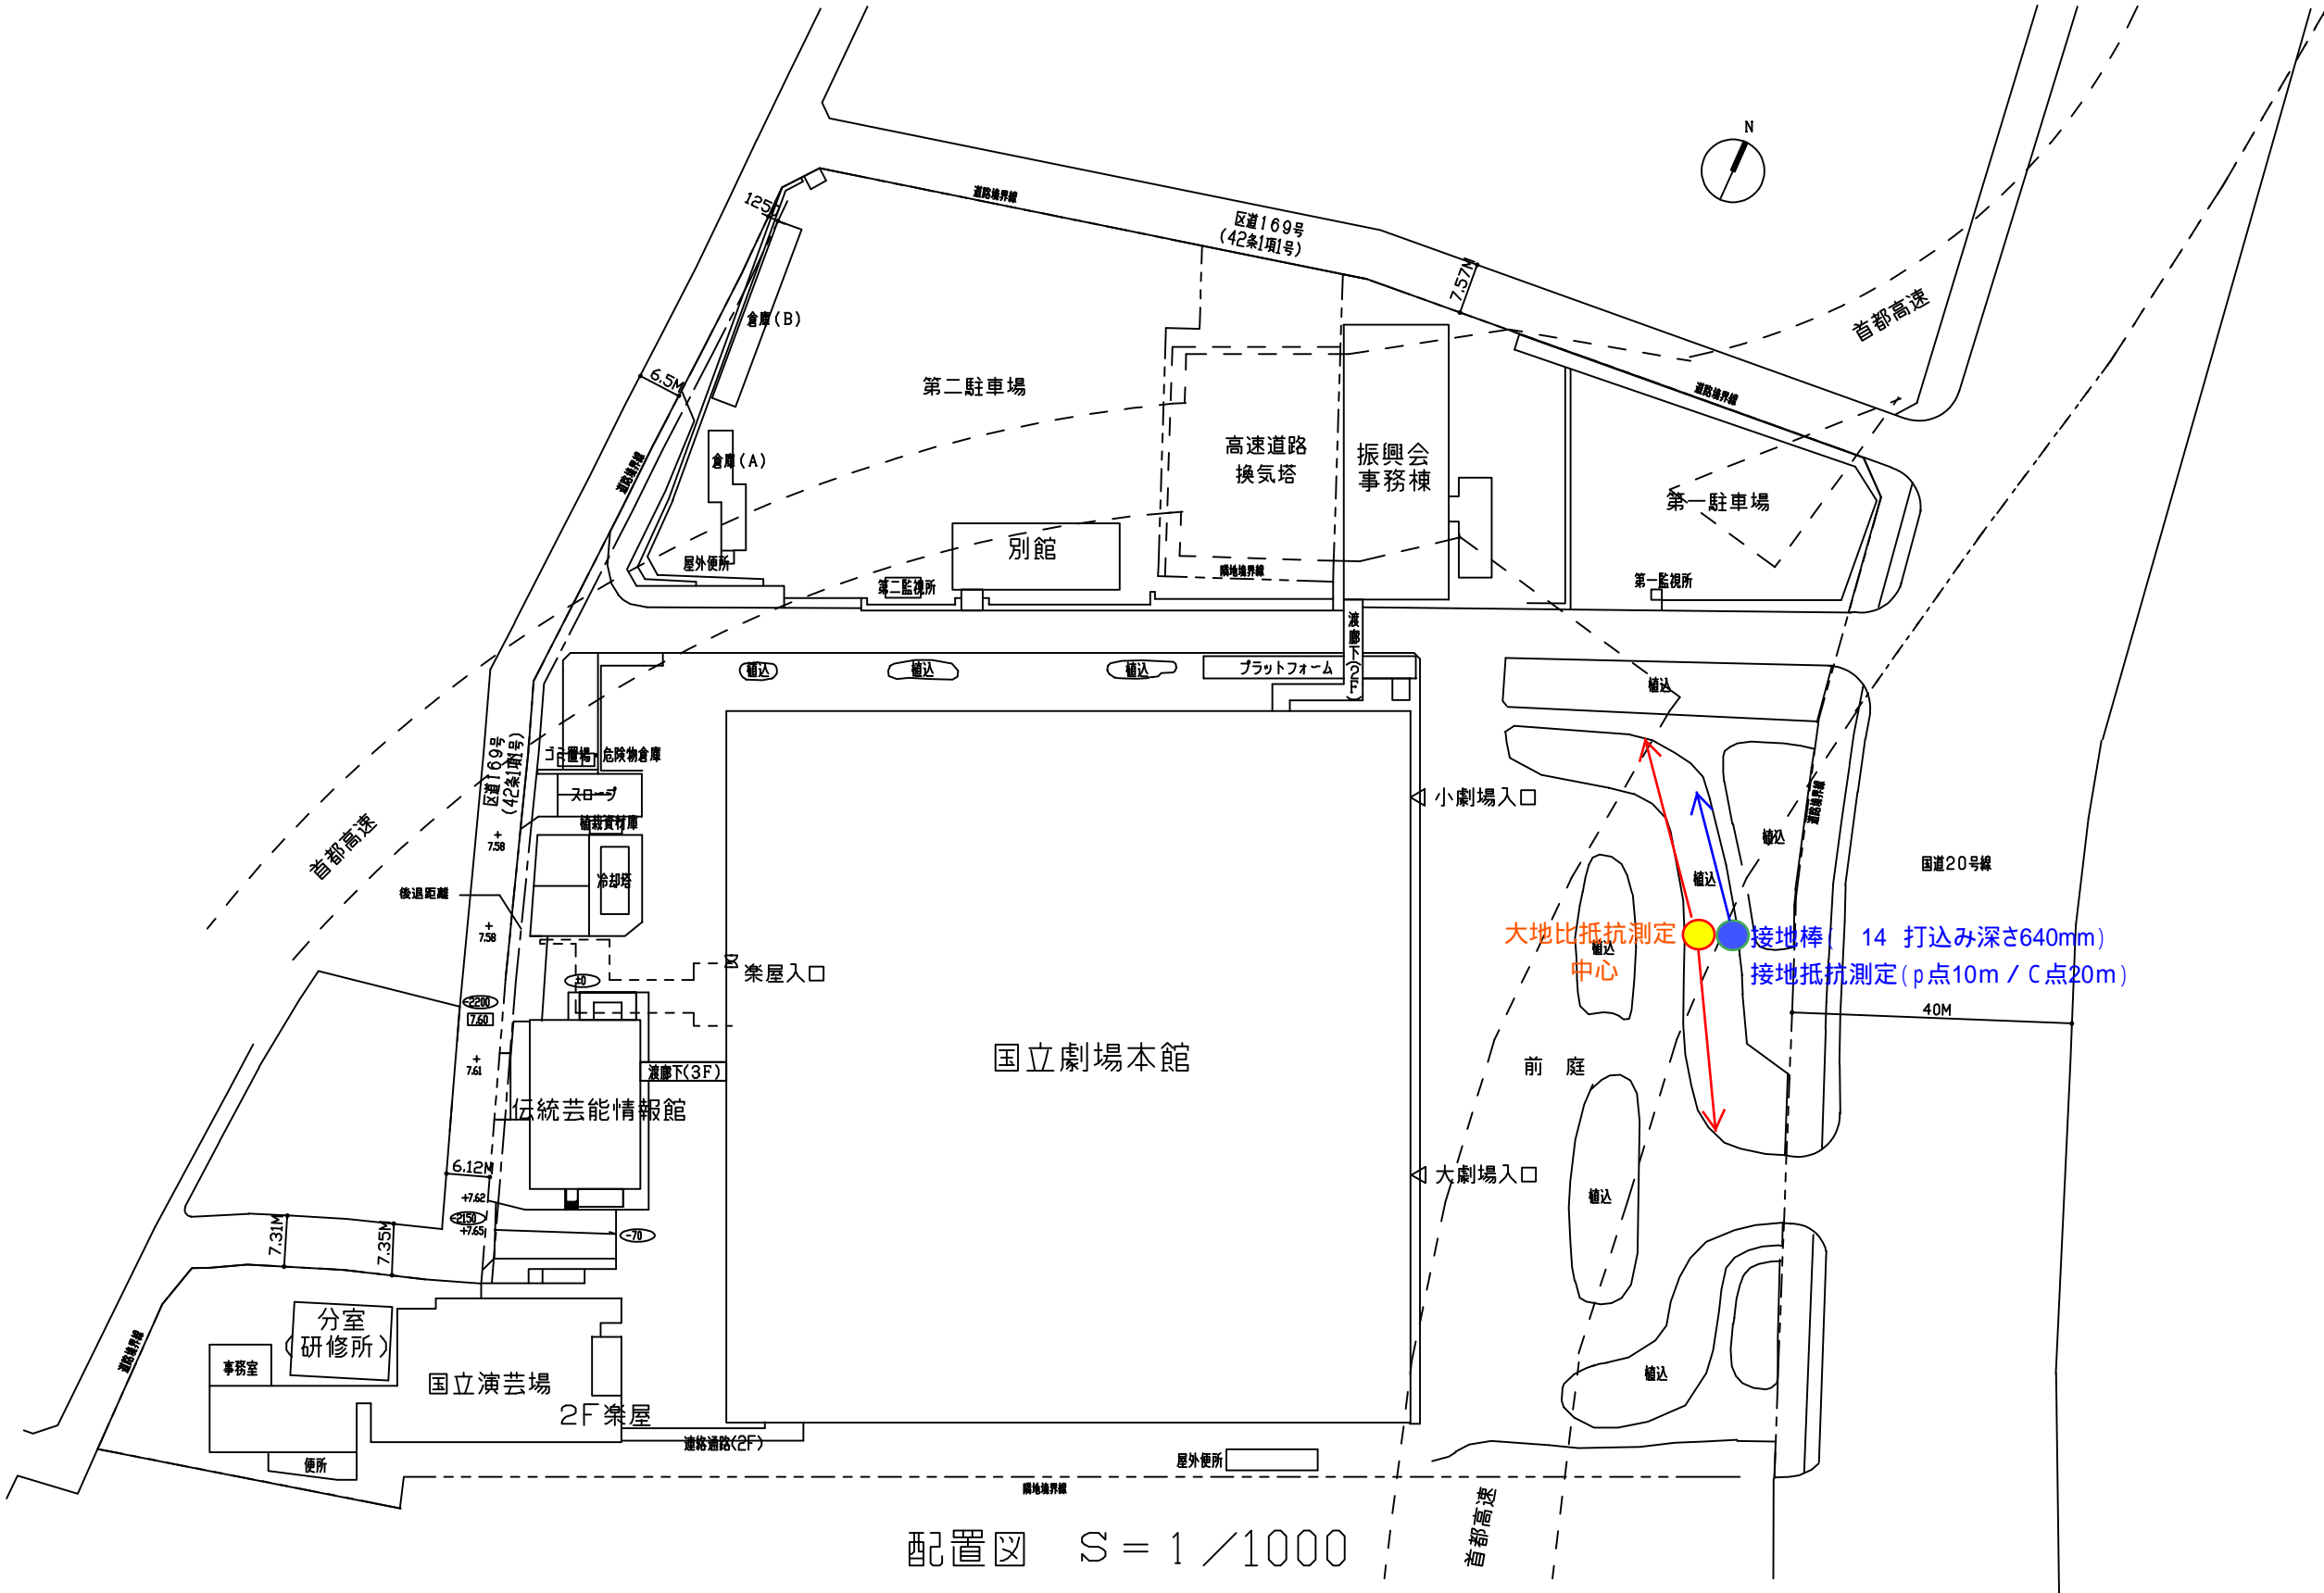 N
道路境界線
区道169号
(42条1項1号)
1250
7.57M
首都高速
倉庫(B)
6.5M
第二駐車場
道路境界線
高速道路
換気塔
振興会
事務棟
倉庫(A)
道路境界線
第一駐車場
別館
屋外便所
第二監視所
隣地境界線
第一監視所
渡廊下(2F)
植込
植込
植込
プラットフォーム
植込
ゴミ置場
危険物倉庫
区道169号
(42条1項1号)
スロープ
小劇場入口
道路境界線
植栽資材庫
植込
+
7.58
首都高速
冷却塔
植込
国道20号線
後退距離
+
7.58
大地比抵抗測定
中心
植込
接地棒( 14 打込み深さ640mm)
接地抵抗測定(p点10m / C点20m)
楽屋入口
±0
-2200
7.60
40M
国立劇場本館
前 庭
+
7.61
渡廊下(3F)
伝統芸能情報館
6.12M
大劇場入口
+7.62
植込
-2150
+7.65
-70
7.31M
7.35M
分室
(研修所)
道路境界線
事務室
国立演芸場
植込
2F楽屋
連絡通路(2F)
便所
屋外便所
隣地境界線
首都高速
配置図 S=1/1000